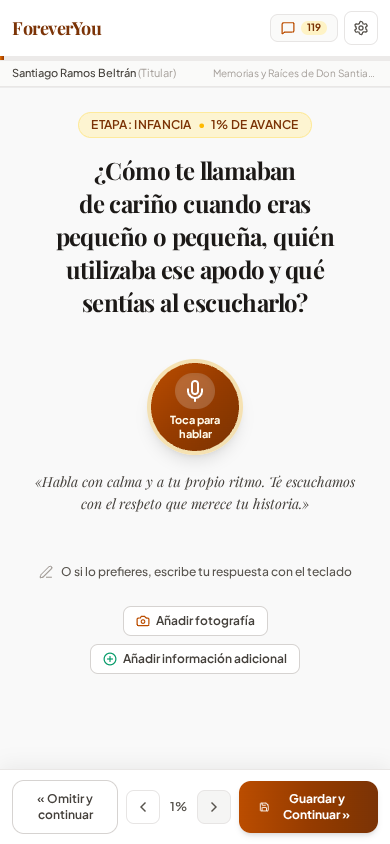 ForeverYou
119
Santiago Ramos Beltrán (Titular)
Memorias y Raíces de Don Santia...
ETAPA: INFANCIA • 1% DE AVANCE
¿Cómo te llamaban
de cariño cuando eras
pequeño o pequeña, quién
utilizaba ese apodo y qué
sentías al escucharlo?
Toca para
hablar
«Habla con calma y a tu propio ritmo. Te escuchamos
con el respeto que merece tu historia.»
O si lo prefieres, escribe tu respuesta con el teclado
Añadir fotografía
Añadir información adicional
« Omitir y
continuar
1%
Guardar y
Continuar »